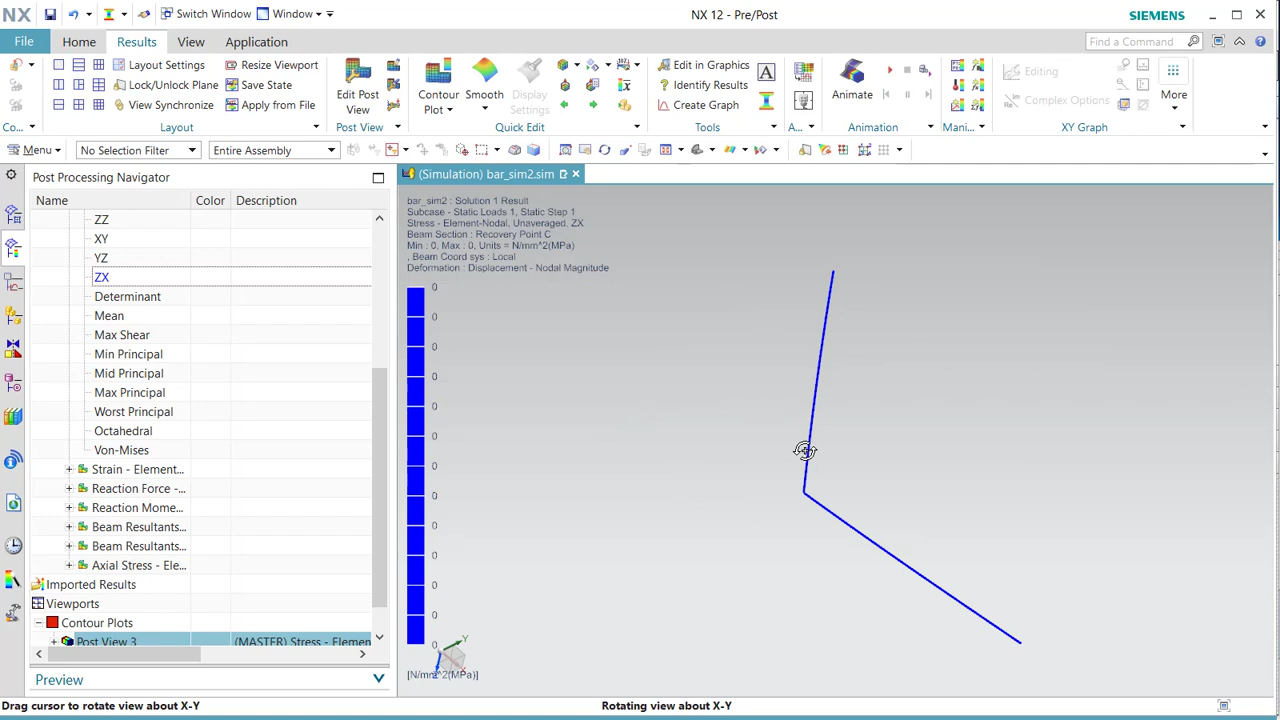 NX
Switch Window
Window
NX 12 - Pre/Post
SIEMENS
File
Home
Results
View
Application
Find a Command
Layout Settings
Resize Viewport
Lock/Unlock Plane
Save State
View Synchronize
Apply from File
Co...
Layout
Edit Post
View
Post View
Contour
Plot
Smooth
Display
Settings
Quick Edit
Edit in Graphics
Identify Results
Create Graph
Tools
A...
Animate
Animation
Mani...
Editing
Complex Options
XY Graph
More
Menu
No Selection Filter
Entire Assembly
Post Processing Navigator
(Simulation) bar_sim2.sim
Name
Color
Description
ZZ
XY
YZ
ZX
Determinant
Mean
Max Shear
Min Principal
Mid Principal
Max Principal
Worst Principal
Octahedral
Von-Mises
Strain - Element...
Reaction Force -...
Reaction Mome...
Beam Resultants...
Beam Resultants...
Axial Stress - Ele...
Imported Results
Viewports
Contour Plots
Post View 3
(MASTER) Stress - Elemen
Preview
bar_sim2 : Solution 1 Result
Subcase - Static Loads 1, Static Step 1
Stress - Element-Nodal, Unaveraged, ZX
Beam Section : Recovery Point C
Min : 0, Max : 0, Units = N/mm^2(MPa)
, Beam Coord sys : Local
Deformation : Displacement - Nodal Magnitude
0
0
0
0
0
0
0
0
0
0
0
0
0
Y
[N/mm^2(MPa)]
Drag cursor to rotate view about X-Y
Rotating view about X-Y